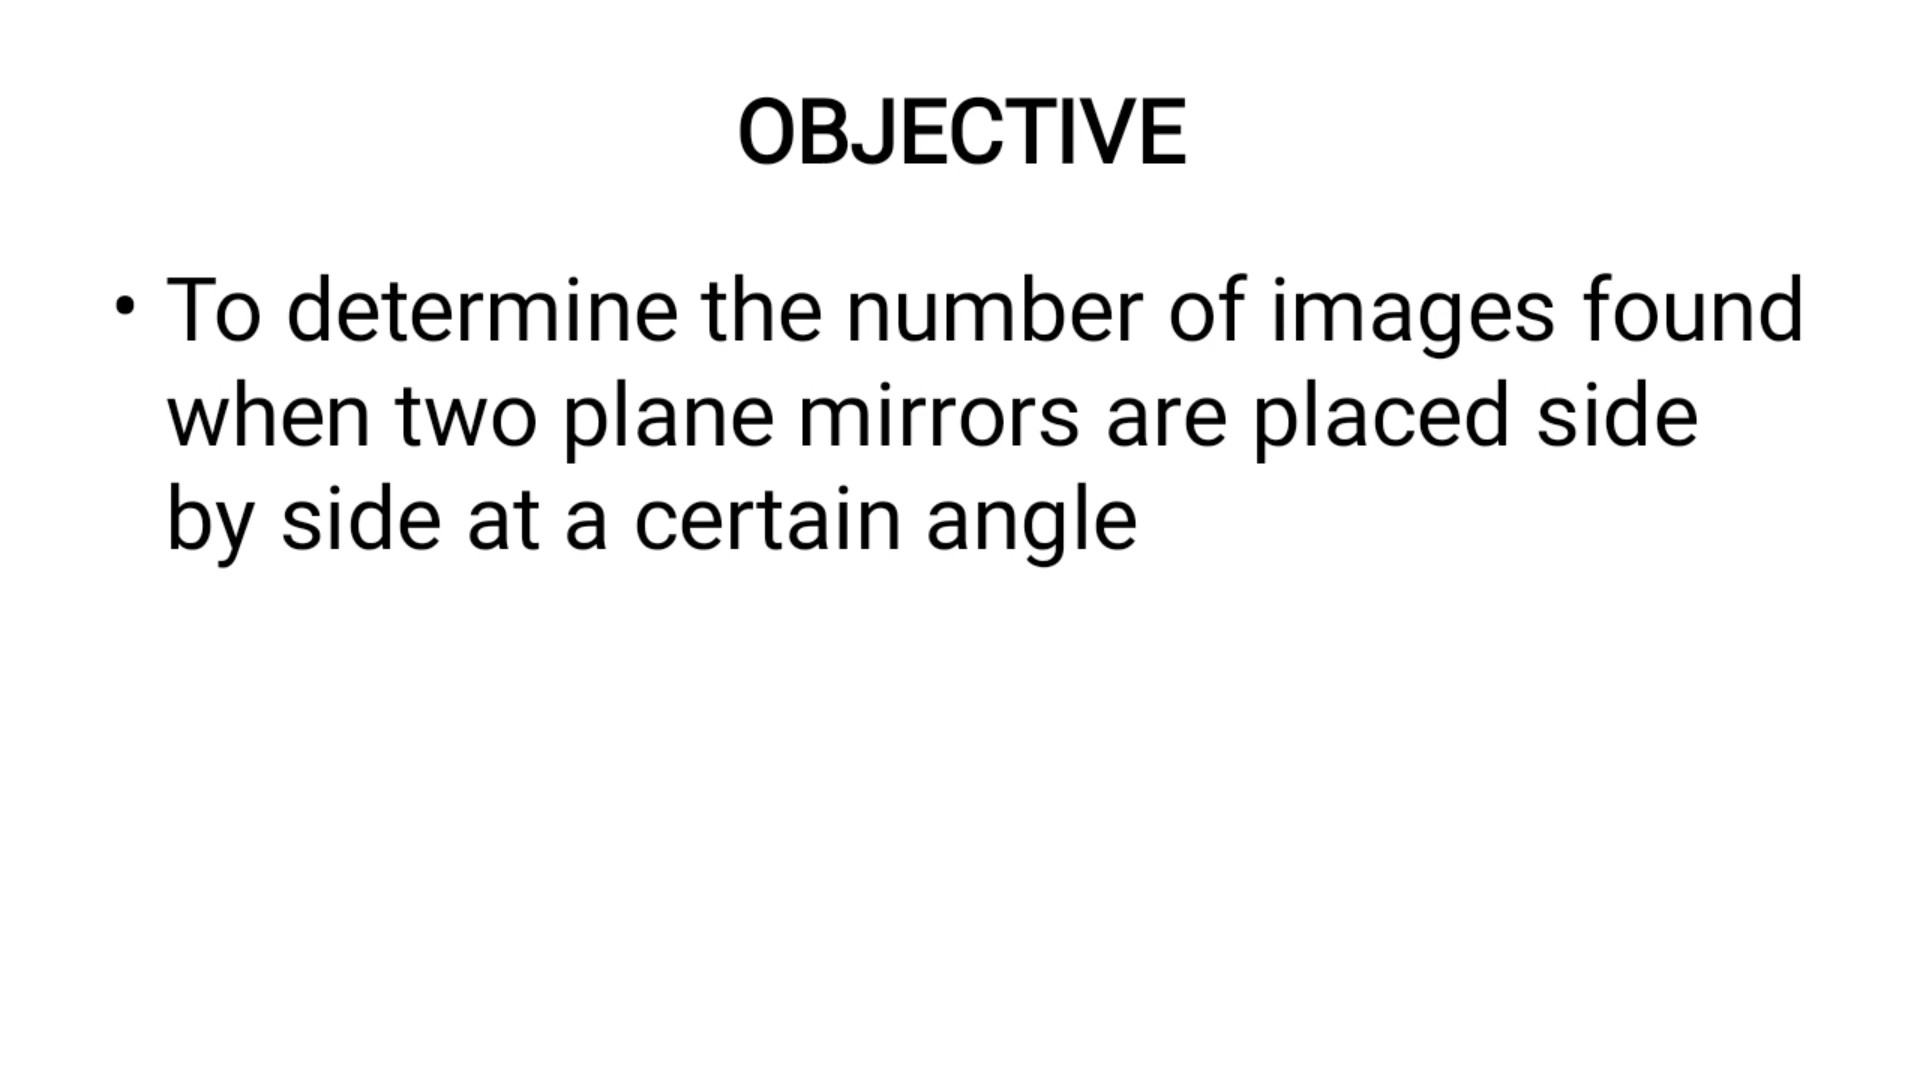 OBJECTIVE
• To determine the number of images found
when two plane mirrors are placed side
by side at a certain angle